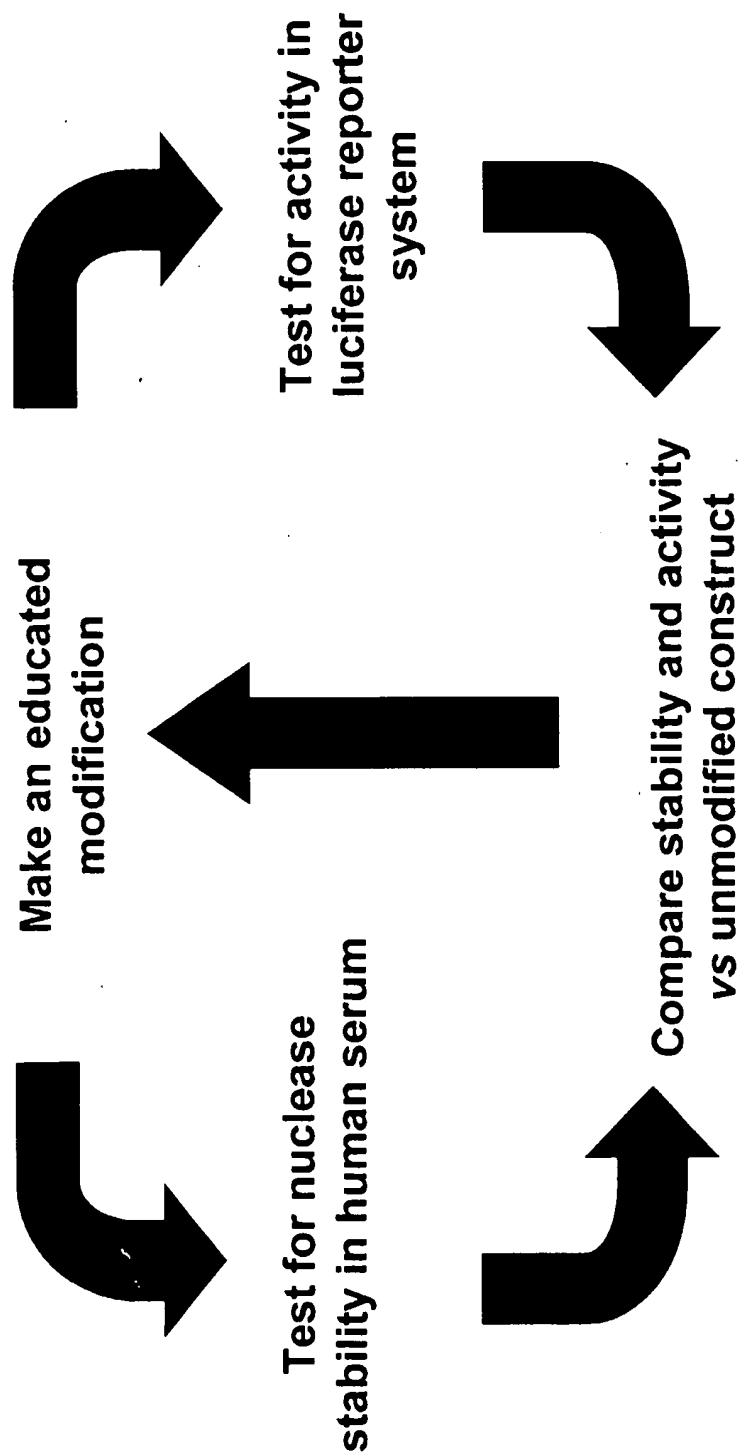 Make an educated
modification
Test for nuclease
stability in human serum
Test for activity in
luciferase reporter
system
Compare stability and activity
vs unmodified construct